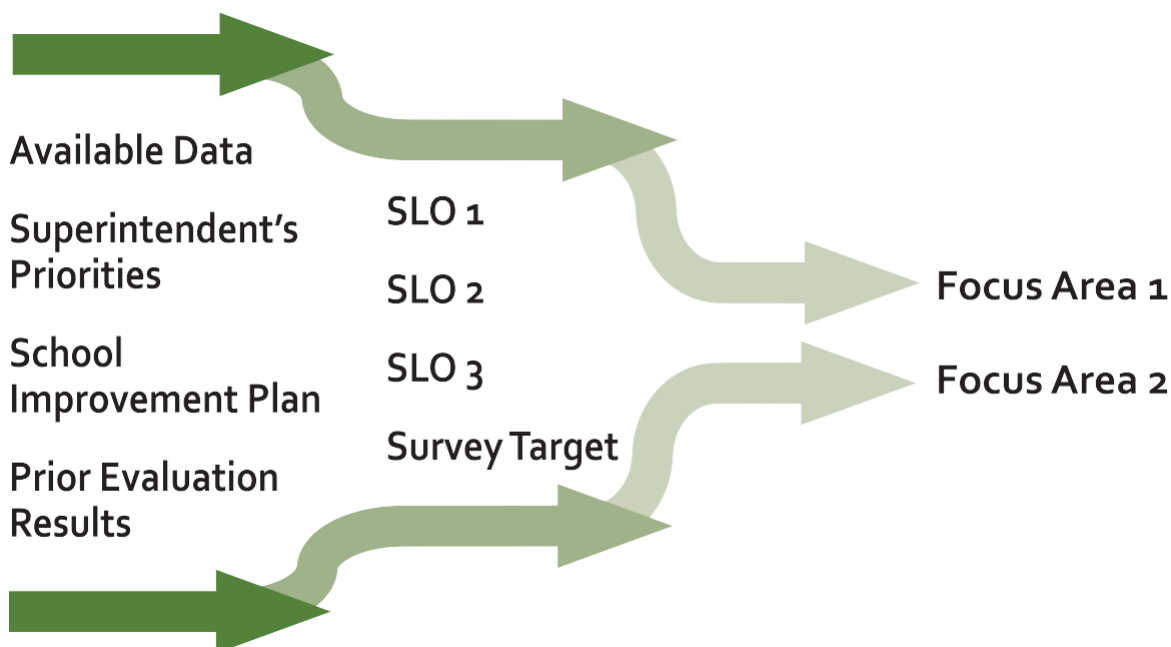 Available Data
Superintendent's
Priorities
School
Improvement Plan
Prior Evaluation
Results
SLO 1
SLO 2
SLO 3
Survey Target
Focus Area 1
Focus Area 2